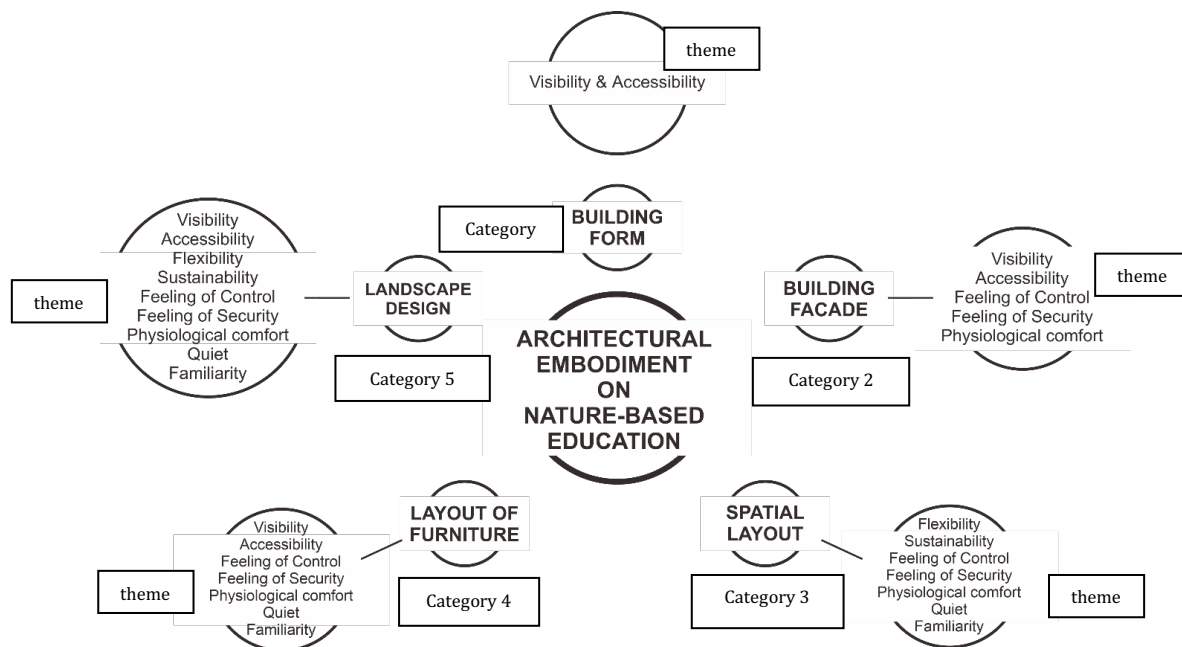 theme
Visibility & Accessibility
Category
BUILDING
FORM
Visibility
Accessibility
Flexibility
Sustainability
Feeling of Control
Feeling of Security
Physiological comfort
Quiet
Familiarity
theme
LANDSCAPE
DESIGN
Category 5
BUILDING
FACADE
Category 2
Visibility
Accessibility
Feeling of Control
Feeling of Security
Physiological comfort
theme
ARCHITECTURAL
EMBODIMENT
ON
NATURE-BASED
EDUCATION
LAYOUT OF
FURNITURE
Category 4
Visibility
Accessibility
Feeling of Control
Feeling of Security
Physiological comfort
Quiet
Familiarity
theme
SPATIAL
LAYOUT
Category 3
Flexibility
Sustainability
Feeling of Control
Feeling of Security
Physiological comfort
Quiet
Familiarity
theme